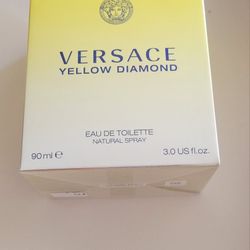 VERSACE
YELLOW DIAMOND
EAU DE TOILETTE
NATURAL SPRAY
90 ml ℮ 3.0 US fl.oz.